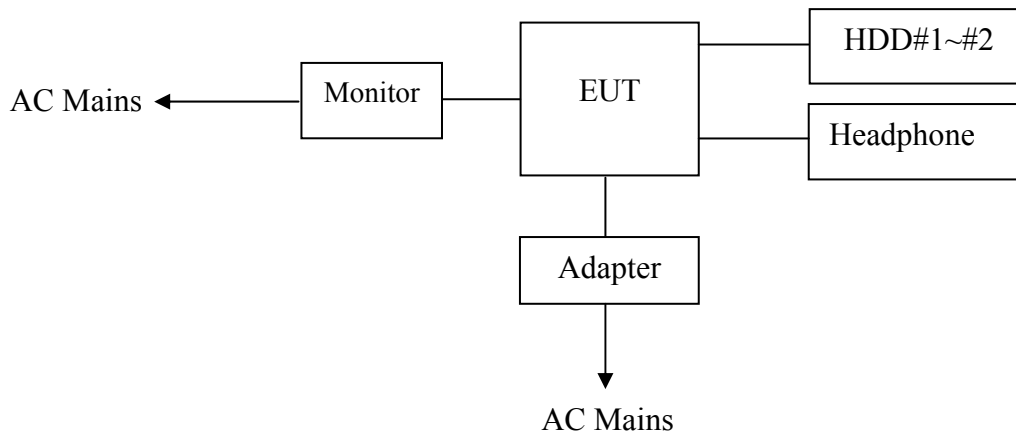 HDD#1~#2
AC Mains
Monitor
EUT
Headphone
Adapter
AC Mains